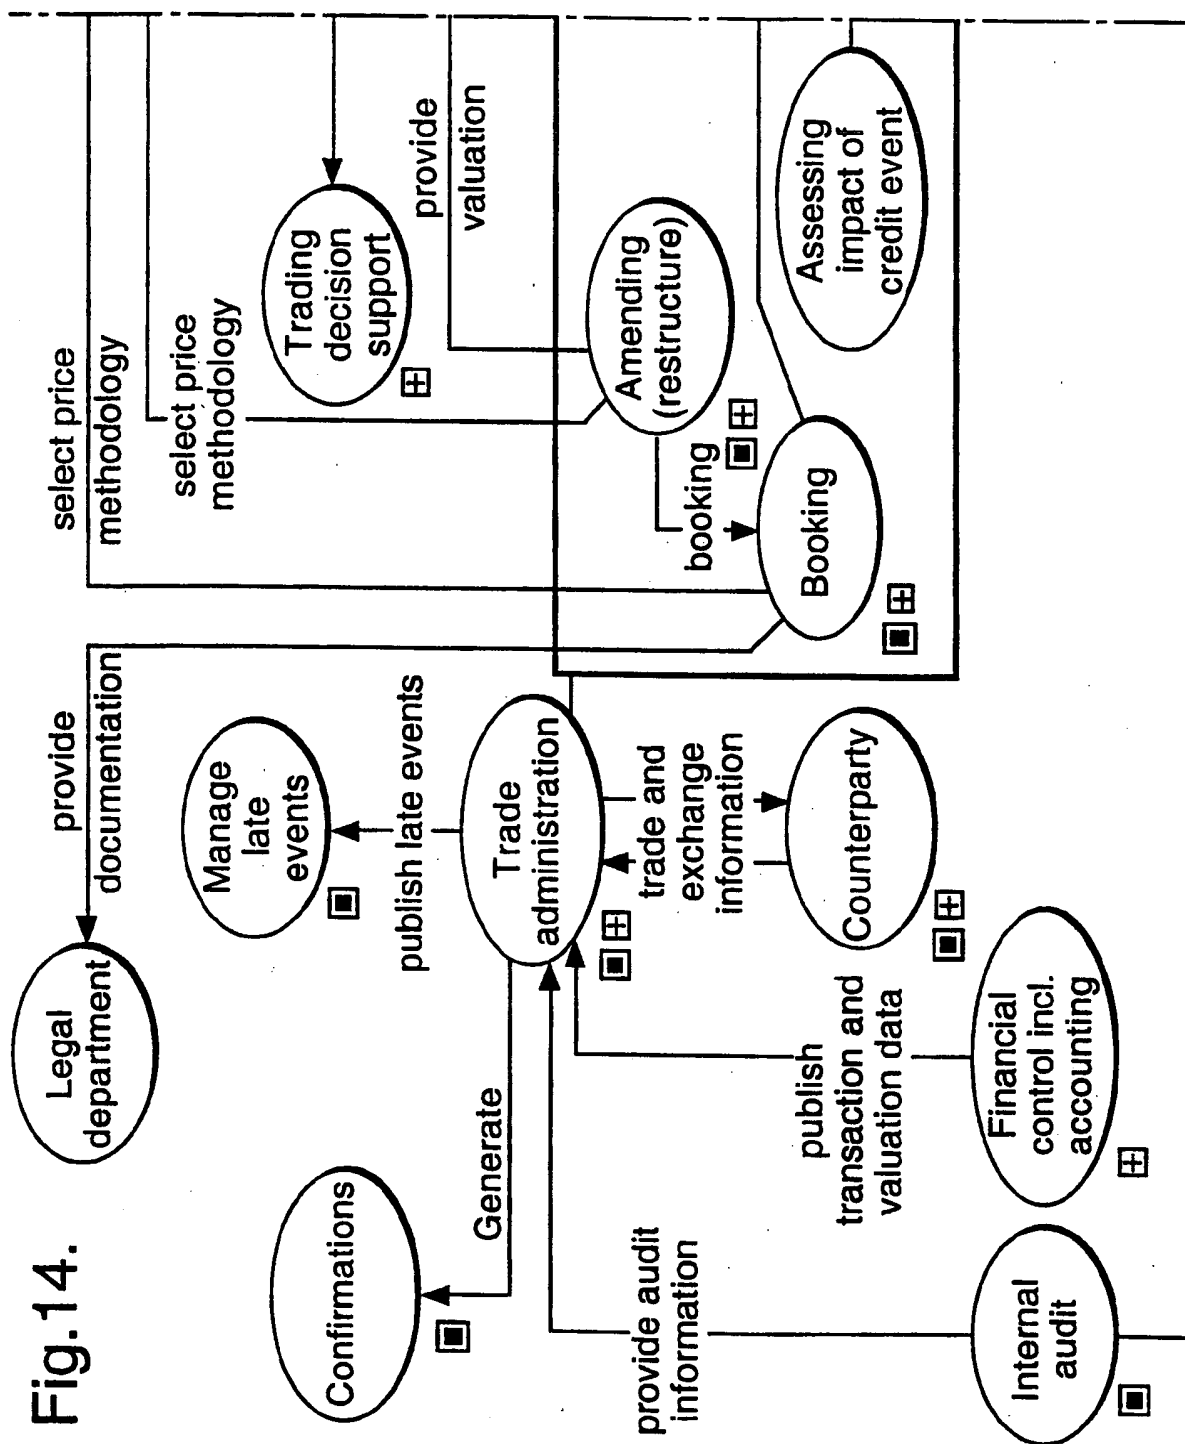 Fig.14.
Legal
department
provide
documentation
select price
methodology
select price
methodology
Confirmations
Generate
Manage
late
events
publish late events
Trading
decision
support
provide
valuation
Trade
administration
Amending
(restructure)
booking
provide audit
information
publish
transaction and
valuation data
trade and
exchange
information
Counterparty
Booking
Assessing
impact of
credit event
Internal
audit
Financial
control incl.
accounting